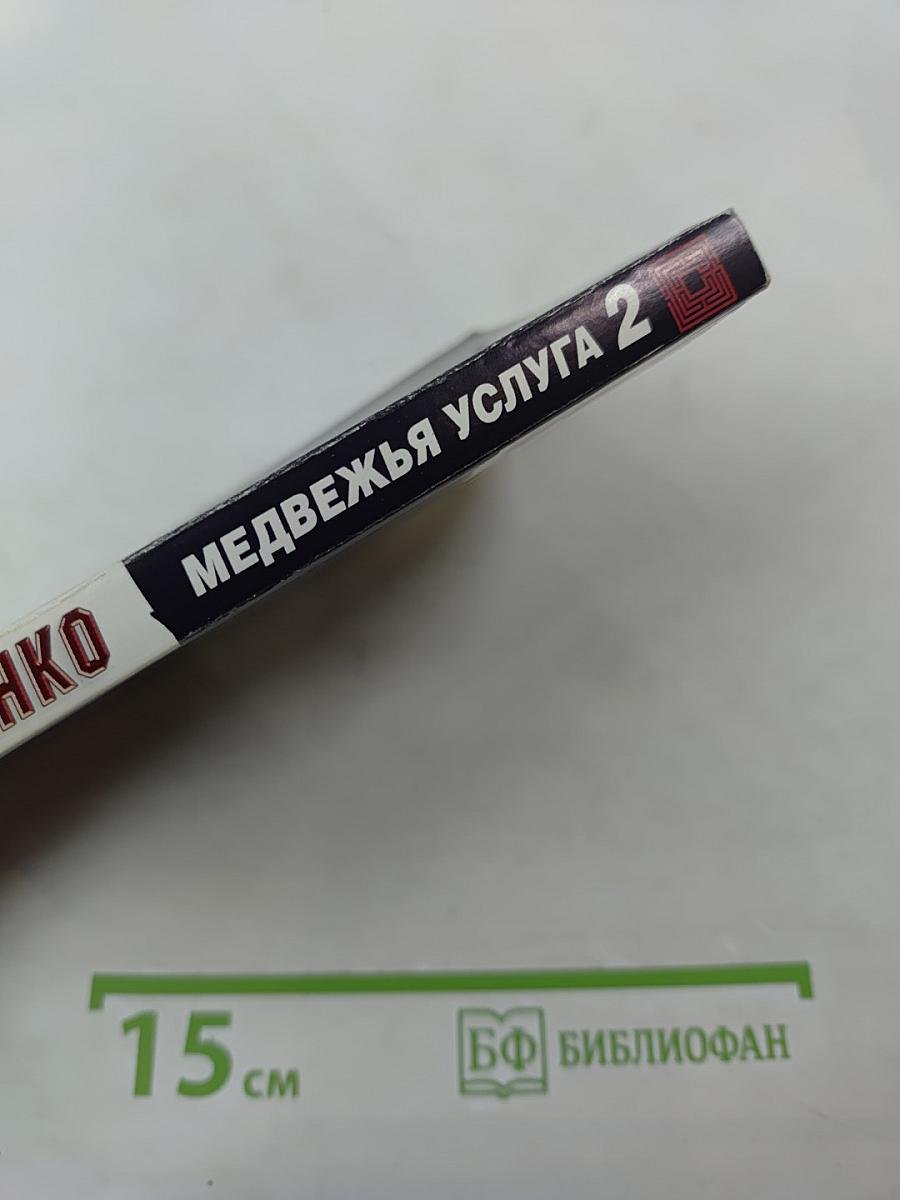 НКО
МЕДВЕЖЬЯ УСЛУГА 2
15 см
БФ БИБЛИОФАН